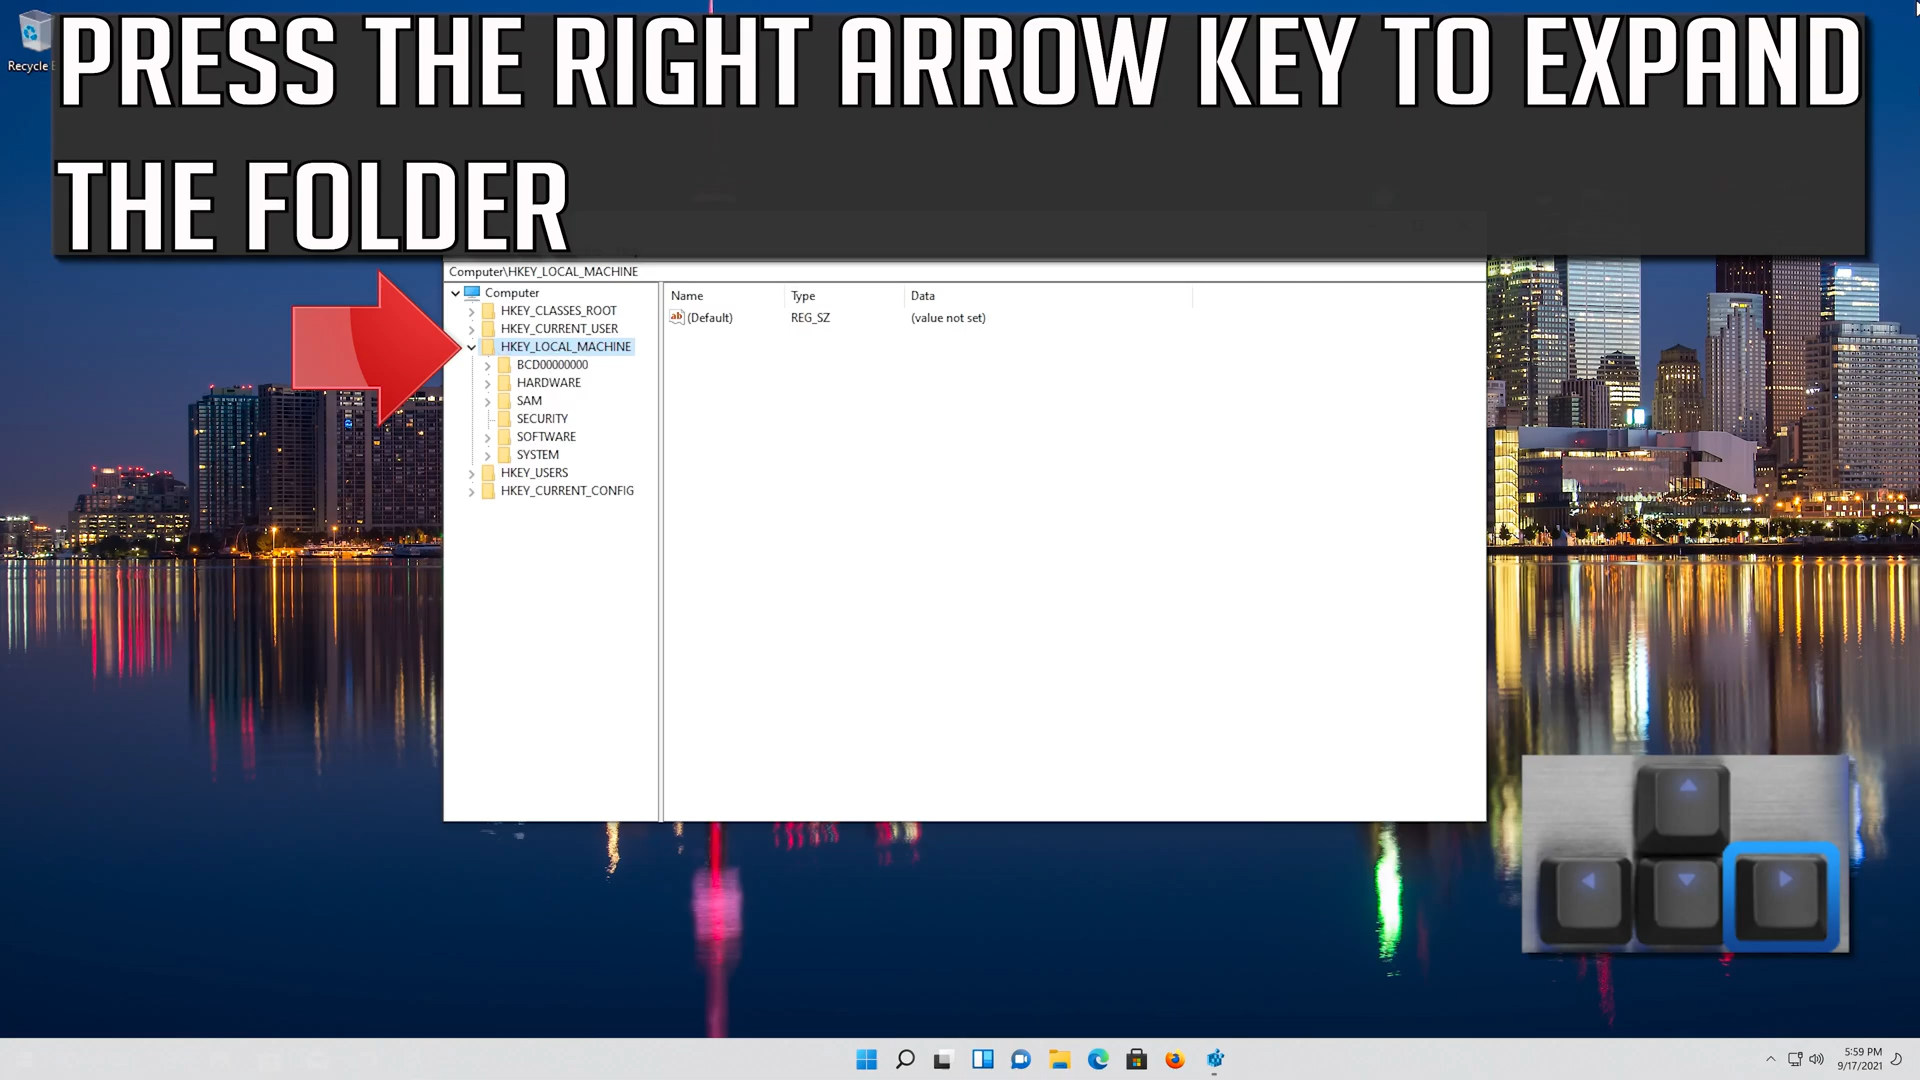 PRESS THE RIGHT ARROW KEY TO EXPAND
THE FOLDER
Recycle
Computer\HKEY_LOCAL_MACHINE
Computer
HKEY_CLASSES_ROOT
HKEY_CURRENT_USER
HKEY_LOCAL_MACHINE
BCD00000000
HARDWARE
SAM
SECURITY
SOFTWARE
SYSTEM
HKEY_USERS
HKEY_CURRENT_CONFIG
Name Type Data
ab (Default) REG_SZ (value not set)
5:59 PM
9/17/2021